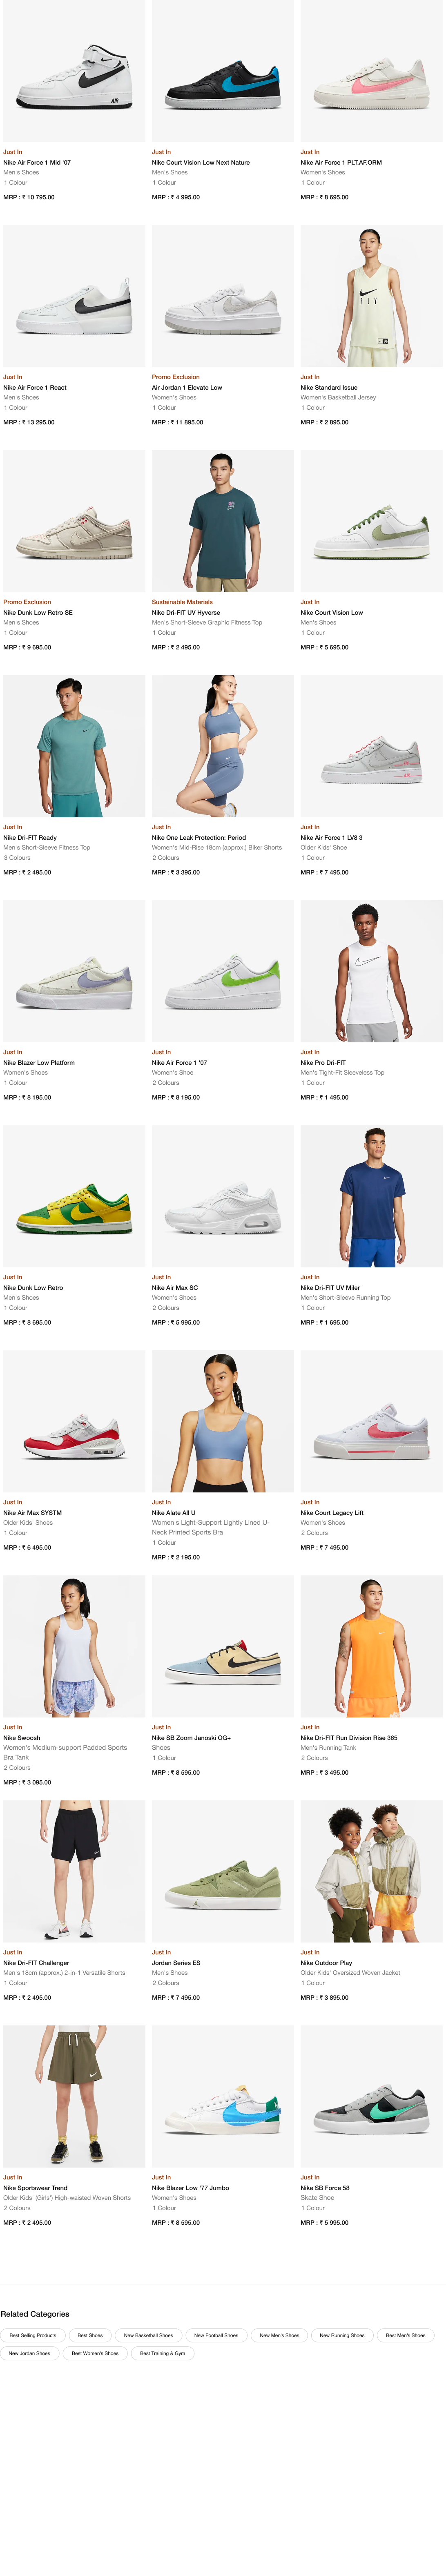 Just In
Nike Air Force 1 Mid '07
Men's Shoes
1 Colour
MRP : ₹ 10 795.00
Just In
Nike Court Vision Low Next Nature
Men's Shoes
1 Colour
MRP : ₹ 4 995.00
Just In
Nike Air Force 1 PLT.AF.ORM
Women's Shoes
1 Colour
MRP : ₹ 8 695.00
FLY
Just In
Nike Air Force 1 React
Men's Shoes
1 Colour
MRP : ₹ 13 295.00
Promo Exclusion
Air Jordan 1 Elevate Low
Women's Shoes
1 Colour
MRP : ₹ 11 895.00
Just In
Nike Standard Issue
Women's Basketball Jersey
1 Colour
MRP : ₹ 2 895.00
Promo Exclusion
Nike Dunk Low Retro SE
Men's Shoes
1 Colour
MRP : ₹ 9 695.00
Sustainable Materials
Nike Dri-FIT UV Hyverse
Men's Short-Sleeve Graphic Fitness Top
1 Colour
MRP : ₹ 2 495.00
Just In
Nike Court Vision Low
Men's Shoes
1 Colour
MRP : ₹ 5 695.00
Just In
Nike Dri-FIT Ready
Men's Short-Sleeve Fitness Top
3 Colours
MRP : ₹ 2 495.00
Just In
Nike One Leak Protection: Period
Women's Mid-Rise 18cm (approx.) Biker Shorts
2 Colours
MRP : ₹ 3 395.00
Just In
Nike Air Force 1 LV8 3
Older Kids' Shoe
1 Colour
MRP : ₹ 7 495.00
Just In
Nike Blazer Low Platform
Women's Shoes
1 Colour
MRP : ₹ 8 195.00
Just In
Nike Air Force 1 '07
Women's Shoe
2 Colours
MRP : ₹ 8 195.00
Just In
Nike Pro Dri-FIT
Men's Tight-Fit Sleeveless Top
1 Colour
MRP : ₹ 1 495.00
Just In
Nike Dunk Low Retro
Men's Shoes
1 Colour
MRP : ₹ 8 695.00
Just In
Nike Air Max SC
Women's Shoes
2 Colours
MRP : ₹ 5 995.00
Just In
Nike Dri-FIT UV Miler
Men's Short-Sleeve Running Top
1 Colour
MRP : ₹ 1 695.00
Just In
Nike Air Max SYSTM
Older Kids' Shoes
1 Colour
MRP : ₹ 6 495.00
Just In
Nike Alate All U
Women's Light-Support Lightly Lined U-
Neck Printed Sports Bra
1 Colour
MRP : ₹ 2 195.00
Just In
Nike Court Legacy Lift
Women's Shoes
2 Colours
MRP : ₹ 7 495.00
Just In
Nike Swoosh
Women's Medium-support Padded Sports
Bra Tank
2 Colours
MRP : ₹ 3 095.00
Just In
Nike SB Zoom Janoski OG+
Shoes
1 Colour
MRP : ₹ 8 595.00
Just In
Nike Dri-FIT Run Division Rise 365
Men's Running Tank
2 Colours
MRP : ₹ 3 495.00
Just In
Nike Dri-FIT Challenger
Men's 18cm (approx.) 2-in-1 Versatile Shorts
1 Colour
MRP : ₹ 2 495.00
Just In
Jordan Series ES
Men's Shoes
2 Colours
MRP : ₹ 7 495.00
Just In
Nike Outdoor Play
Older Kids' Oversized Woven Jacket
1 Colour
MRP : ₹ 3 895.00
Just In
Nike Sportswear Trend
Older Kids' (Girls') High-waisted Woven Shorts
2 Colours
MRP : ₹ 2 495.00
Just In
Nike Blazer Low '77 Jumbo
Women's Shoes
1 Colour
MRP : ₹ 8 595.00
Just In
Nike SB Force 58
Skate Shoe
1 Colour
MRP : ₹ 5 995.00
Related Categories
Best Selling Products
Best Shoes
New Basketball Shoes
New Football Shoes
New Men's Shoes
New Running Shoes
Best Men's Shoes
New Jordan Shoes
Best Women's Shoes
Best Training & Gym